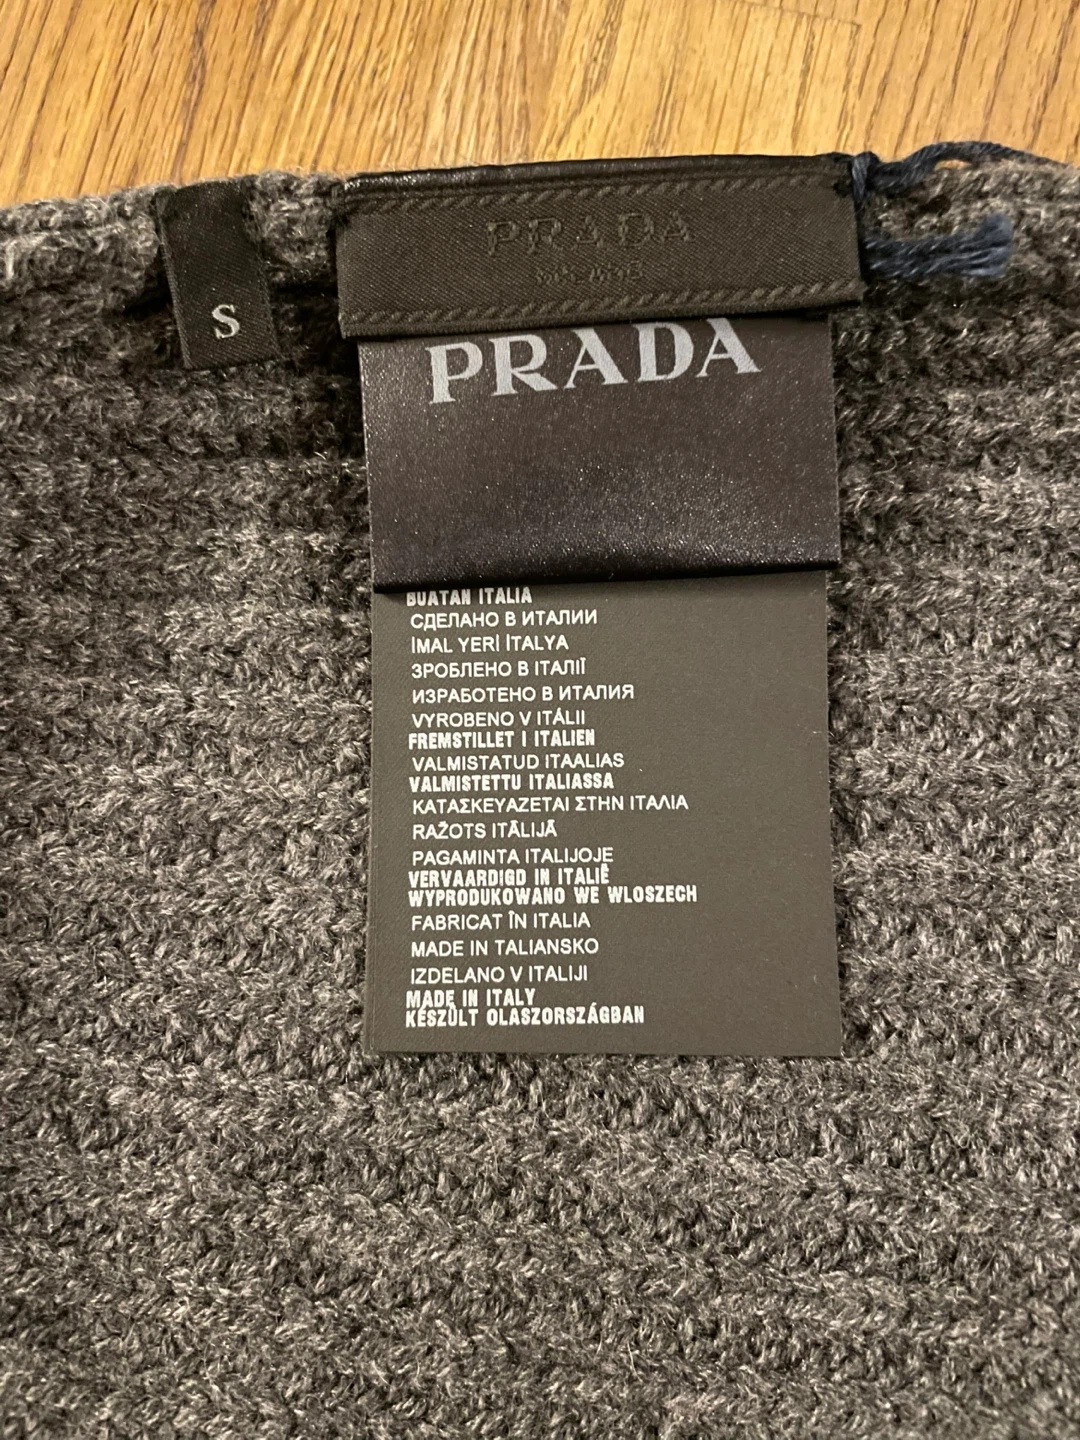 PRADA
S
PRADA
BUATAN ITALIA
СДЕЛАНО В ИТАЛИИ
İMAL YERİ İTALYA
ЗРОБЛЕНО В ІТАЛІЇ
ИЗРАБОТЕНО В ИТАЛИЯ
VYROBENO V ITÁLII
FREMSTILLET I ITALIEN
VALMISTATUD ITAALIAS
VALMISTETTU ITALIASSA
ΚΑΤΑΣΚΕΥΑΖΕΤΑΙ ΣΤΗΝ ΙΤΑΛΙΑ
RAŽOTS ITĀLIJĀ
PAGAMINTA ITALIJOJE
VERVAARDIGD IN ITALIË
WYPRODUKOWANO WE WLOSZECH
FABRICAT ÎN ITALIA
MADE IN TALIANSKO
IZDELANO V ITALIJI
MADE IN ITALY
KÉSZÜLT OLASZORSZÁGBAN